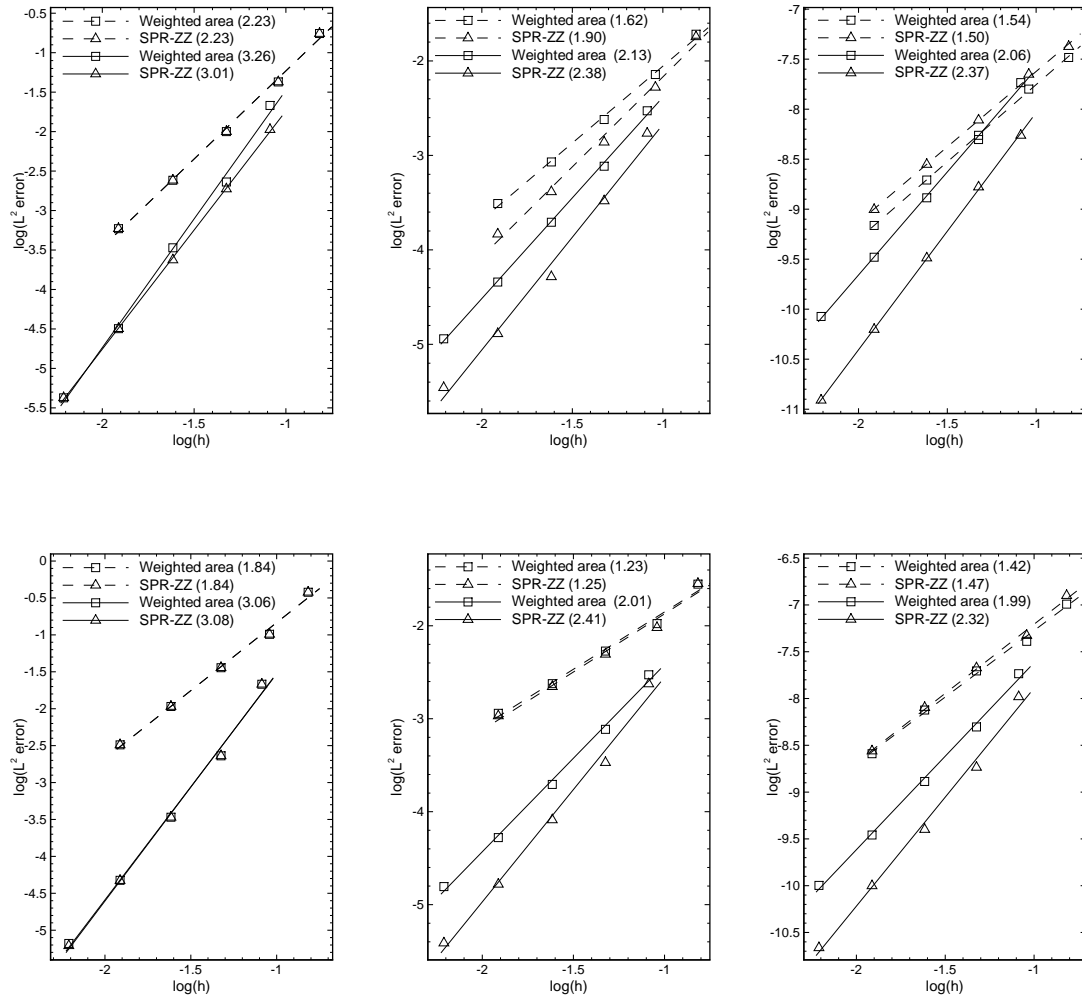 Weighted area (2.23)
SPR-ZZ (2.23)
Weighted area (3.26)
SPR-ZZ (3.01)
-0.5
-1
-1.5
-2
-2.5
-3
-3.5
-4
-4.5
-5
-5.5
log(L² error)
-2 -1.5 -1
log(h)
Weighted area (1.62)
SPR-ZZ (1.90)
Weighted area (2.13)
SPR-ZZ (2.38)
-2
-3
-4
-5
log(L² error)
-2 -1.5 -1
log(h)
Weighted area (1.54)
SPR-ZZ (1.50)
Weighted area (2.06)
SPR-ZZ (2.37)
-7
-7.5
-8
-8.5
-9
-9.5
-10
-10.5
-11
log(L² error)
-2 -1.5 -1
log(h)
Weighted area (1.84)
SPR-ZZ (1.84)
Weighted area (3.06)
SPR-ZZ (3.08)
0
-0.5
-1
-1.5
-2
-2.5
-3
-3.5
-4
-4.5
-5
log(L² error)
-2 -1.5 -1
log(h)
Weighted area (1.23)
SPR-ZZ (1.25)
Weighted area (2.01)
SPR-ZZ (2.41)
-2
-3
-4
-5
log(L² error)
-2 -1.5 -1
log(h)
Weighted area (1.42)
SPR-ZZ (1.47)
Weighted area (1.99)
SPR-ZZ (2.32)
-6.5
-7
-7.5
-8
-8.5
-9
-9.5
-10
-10.5
log(L² error)
-2 -1.5 -1
log(h)